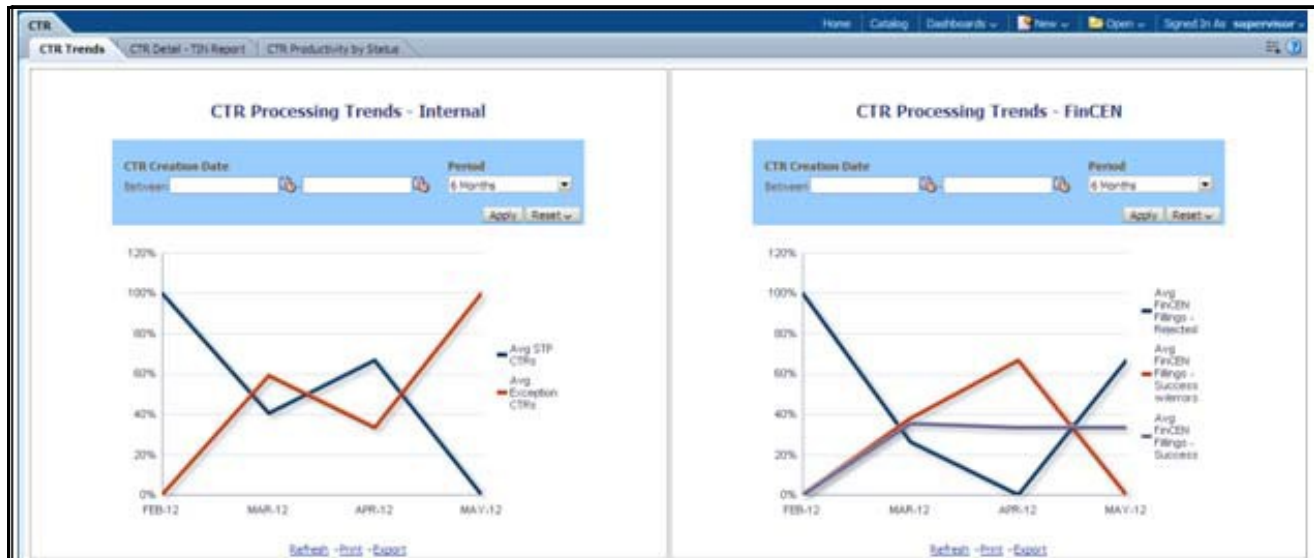 CTR
Home Catalog Dashboards New Open Signed In As supervisor
CTR Trends CTR Detail - TIN Report CTR Productivity by Status
CTR Processing Trends - Internal
CTR Creation Date Period
Between - 6 Months
Apply Reset
120%
100%
80%
60%
40%
20%
0%
FEB-12 MAR-12 APR-12 MAY-12
Avg STP
CTRs
Avg
Exception
CTRs
Refresh - Print - Export
CTR Processing Trends - FinCEN
CTR Creation Date Period
Between - 6 Months
Apply Reset
120%
100%
80%
60%
40%
20%
0%
FEB-12 MAR-12 APR-12 MAY-12
Avg
FinCEN
Fillings -
Rejected
Avg
FinCEN
Fillings -
Success
w/errors
Avg
FinCEN
Fillings -
Success
Refresh - Print - Export